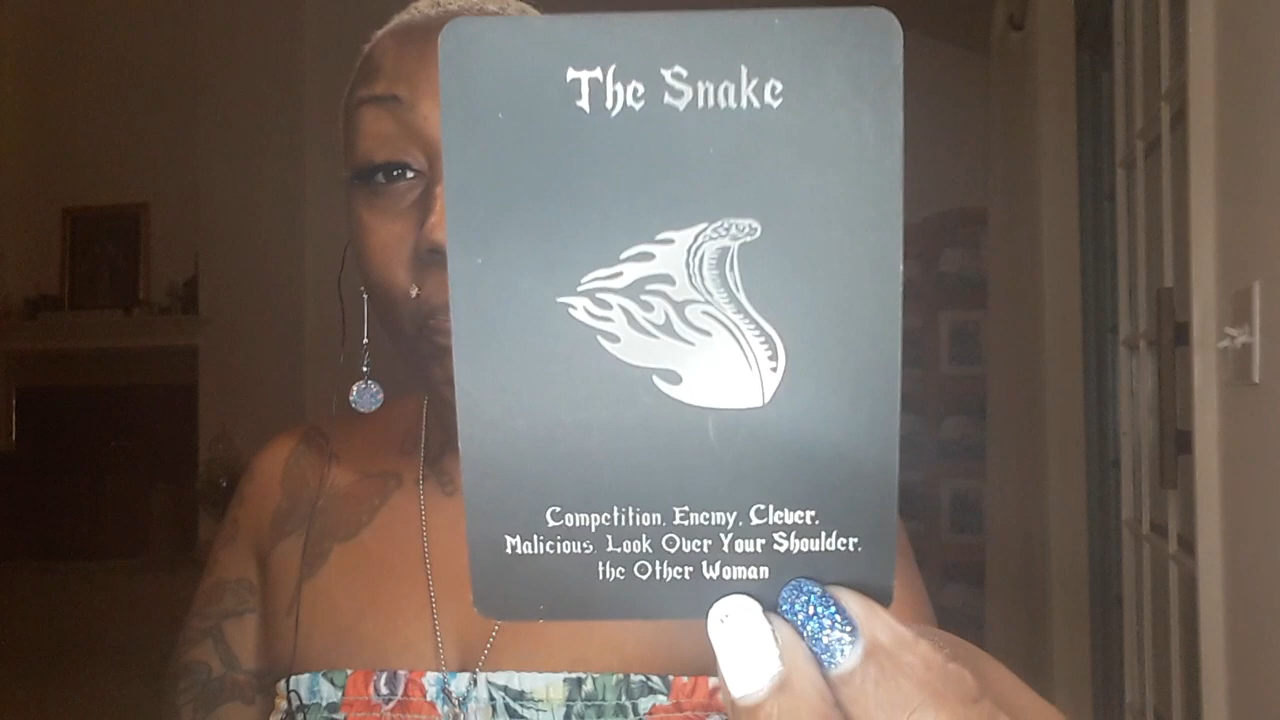 The Snake
Competition, Enemy, Clever,
Malicious, Look Over Your Shoulder,
the Other Woman